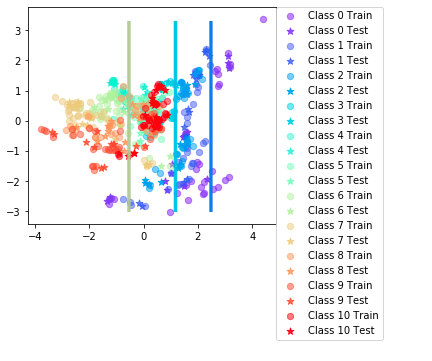 3
2
1
0
−1
−2
−3
−4
−2
0
2
4
Class 0 Train
Class 0 Test
Class 1 Train
Class 1 Test
Class 2 Train
Class 2 Test
Class 3 Train
Class 3 Test
Class 4 Train
Class 4 Test
Class 5 Train
Class 5 Test
Class 6 Train
Class 6 Test
Class 7 Train
Class 7 Test
Class 8 Train
Class 8 Test
Class 9 Train
Class 9 Test
Class 10 Train
Class 10 Test